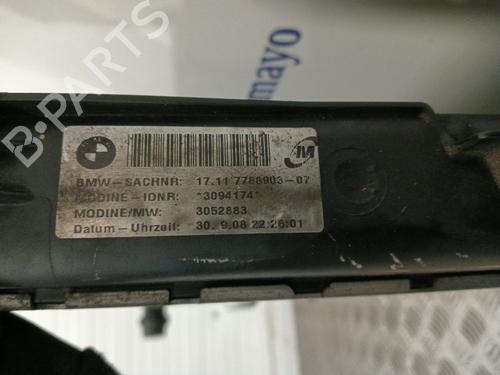 mayo
B-PARTS
BMW
M
BMW-SACHNR: 17.11 7788903-07
MODINE-IDNR: *3094174*
MODINE/MW: 3052883
Datum-Uhrzeit: 30. 9.08 22:26:01